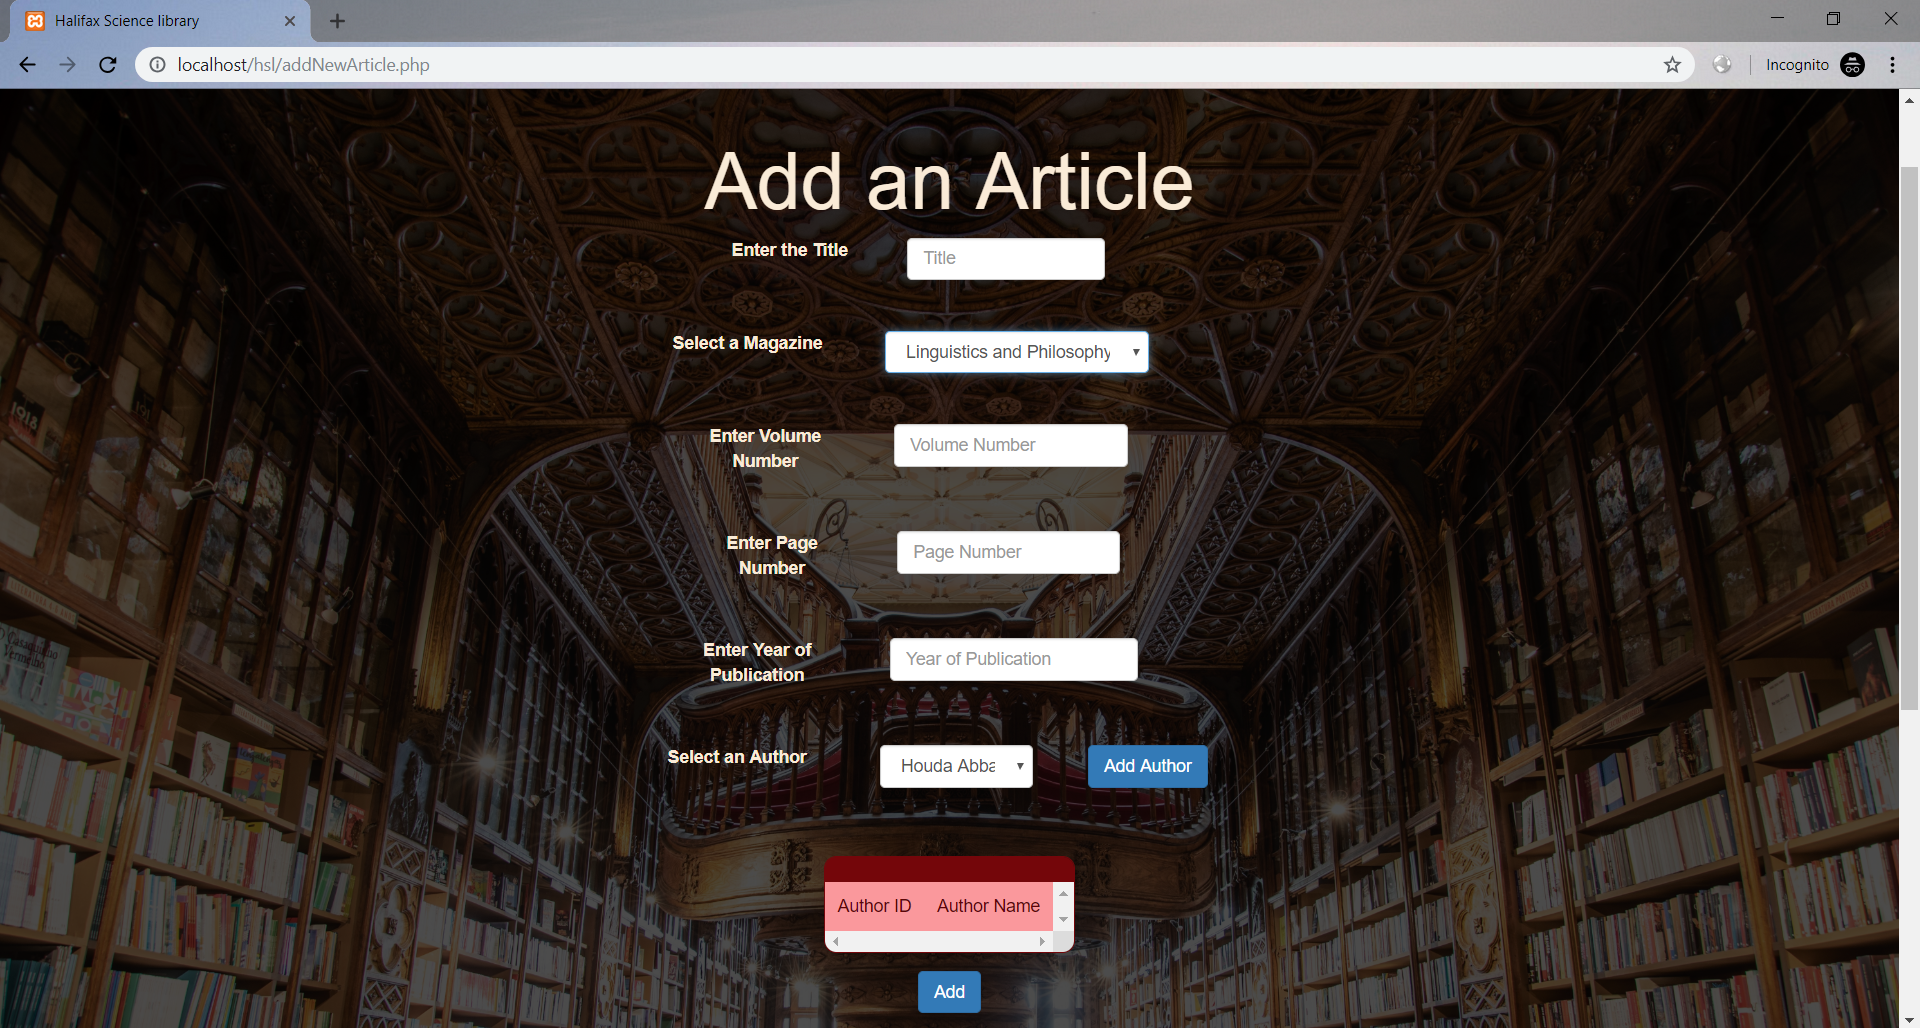 Halifax Science library
localhost/hsl/addNewArticle.php
Incognito
Add an Article
Enter the Title
Title
Select a Magazine
Linguistics and Philosophy
Enter Volume
Number
Volume Number
Enter Page
Number
Page Number
Enter Year of
Publication
Year of Publication
Select an Author
Houda Abba
Add Author
Author ID Author Name
Add